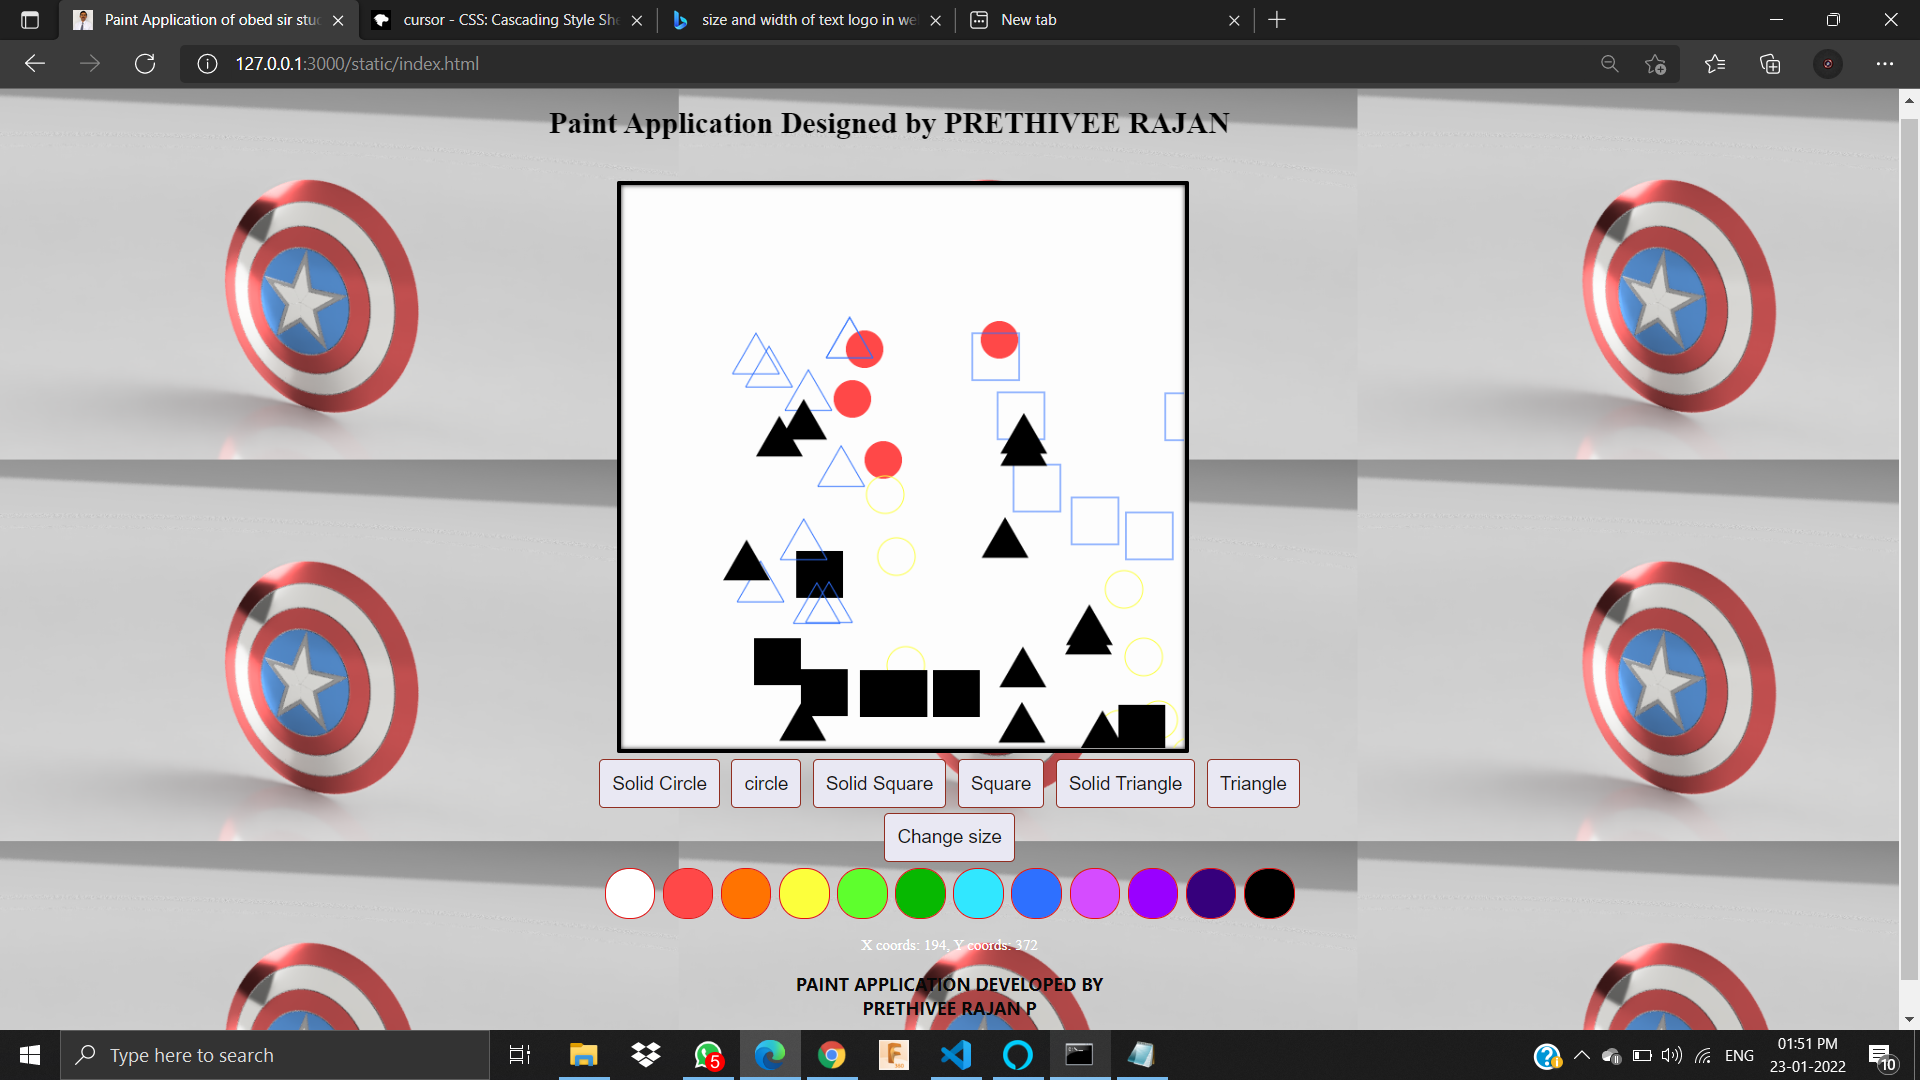 Paint Application of obed sir stu
cursor - CSS: Cascading Style She
size and width of text logo in we
New tab
127.0.0.1:3000/static/index.html
Paint Application Designed by PRETHIVEE RAJAN
Solid Circle
circle
Solid Square
Square
Solid Triangle
Triangle
Change size
X coords: 194, Y coords: 372
PAINT APPLICATION DEVELOPED BY
PRETHIVEE RAJAN P
Type here to search
5
ENG
01:51 PM
23-01-2022
10